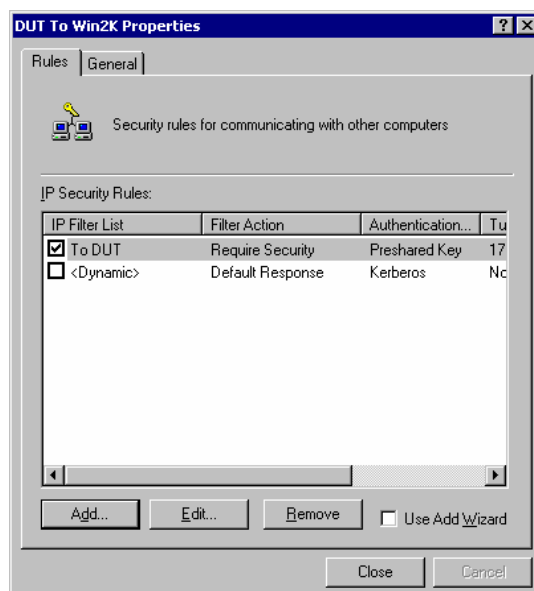 DUT To Win2K Properties
Rules General
Security rules for communicating with other computers
IP Security Rules:
IP Filter List Filter Action Authentication... Tu
To DUT Require Security Preshared Key 17
<Dynamic> Default Response Kerberos No
Add... Edit... Remove Use Add Wizard
Close Cancel